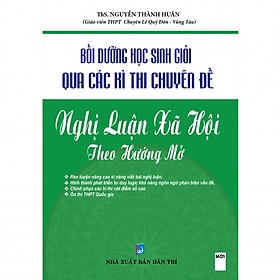 ThS. NGUYỄN THÀNH HUÂN
(Giáo viên THPT Chuyên Lê Quý Đôn - Vũng Tàu)
BỒI DƯỠNG HỌC SINH GIỎI
QUA CÁC KÌ THI CHUYÊN ĐỀ
Nghị Luận Xã Hội
Theo Hướng Mở
- Rèn luyện nâng cao kĩ năng viết bài nghị luận.
- Hình thành phát triển tư duy logic khả năng ngôn ngữ phản biện vấn đề.
- Chinh phục các kì thi với điểm số cao
- Ôn thi THPT Quốc gia
MỚI
NHÀ XUẤT BẢN DÂN TRÍ